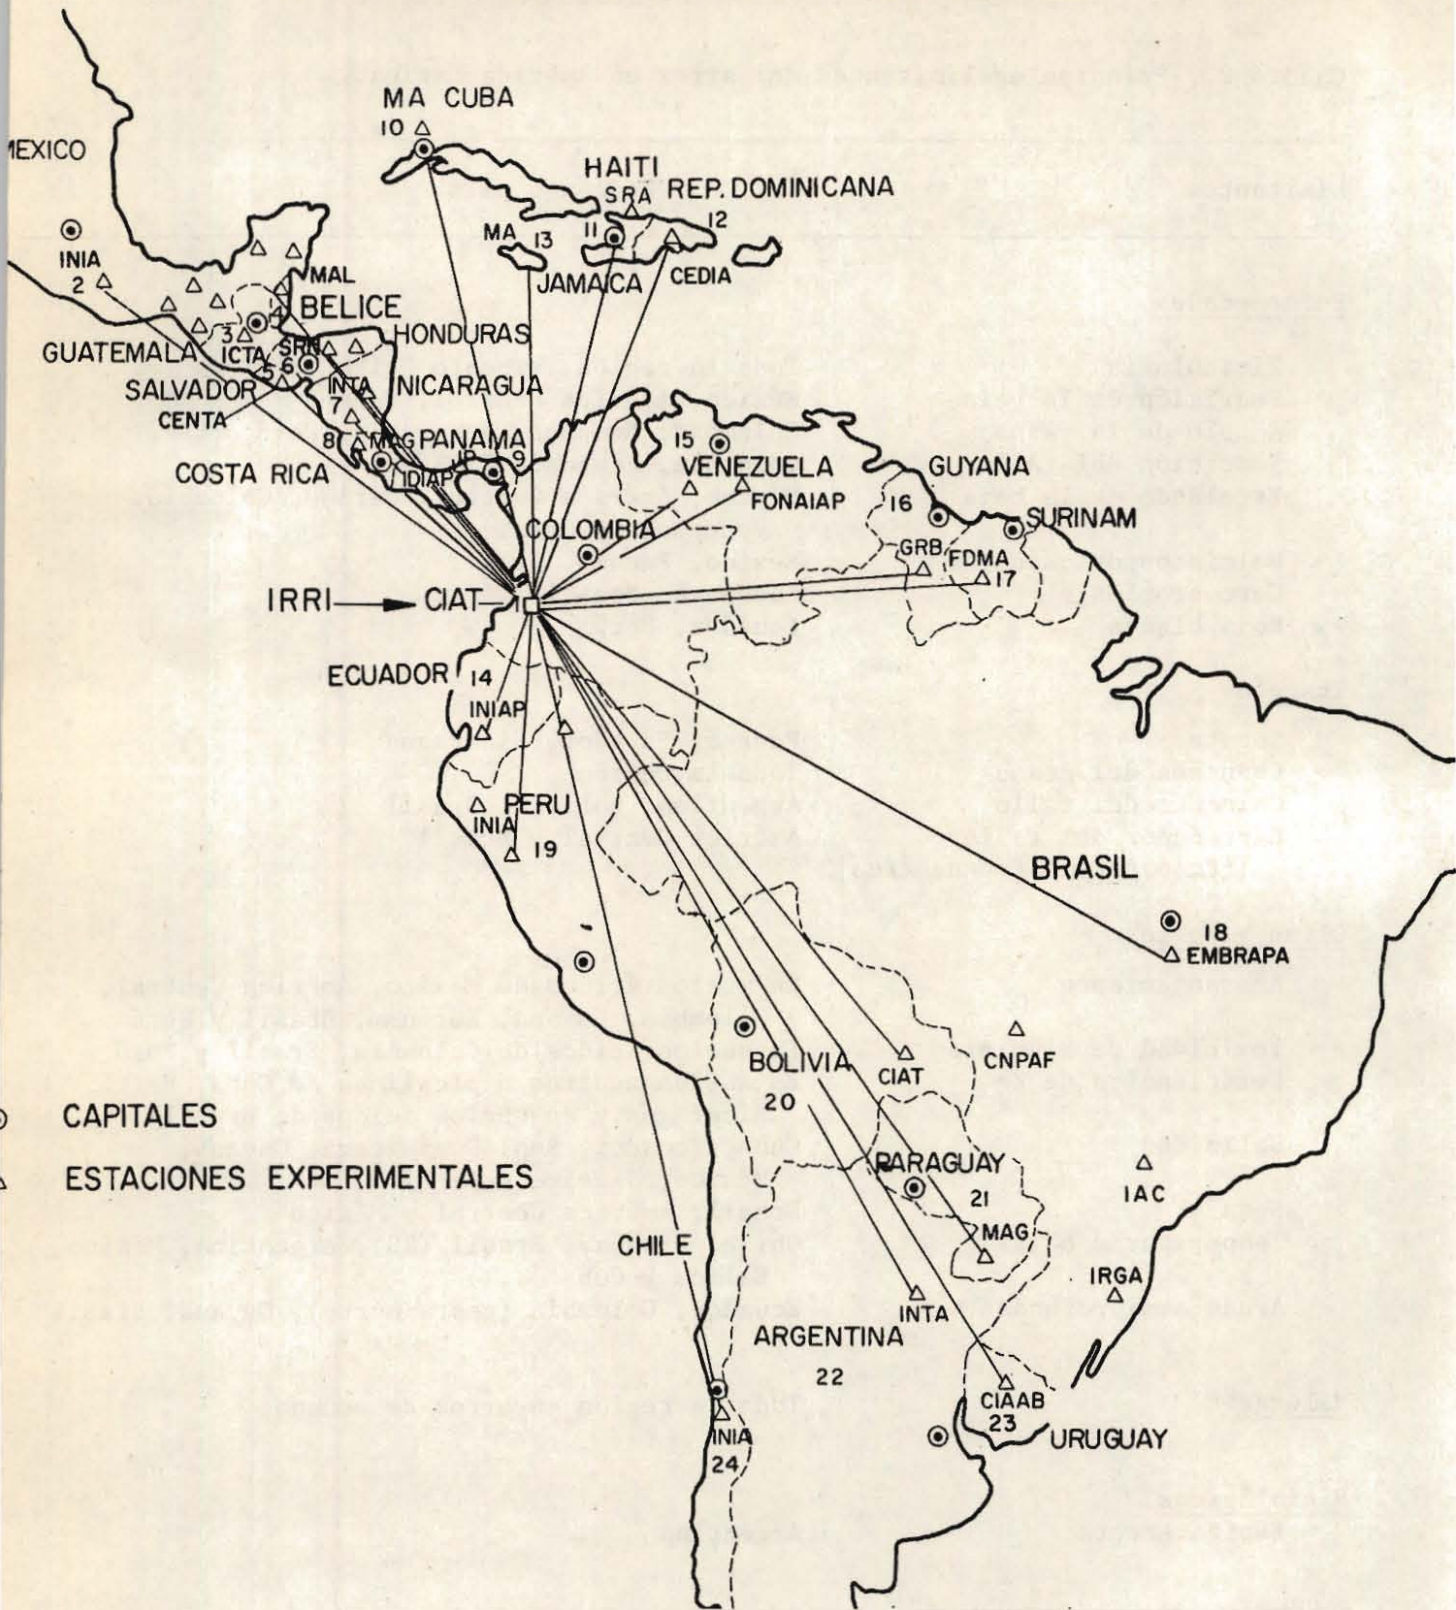 MA CUBA
10
MEXICO
HAITI
SRA
REP. DOMINICANA
12
11
MA
13
INIA
2
JAMAICA
CEDIA
MAL
BELICE
4
3
HONDURAS
GUATEMALA
ICTA
SRN
5
6
SALVADOR
INTA
NICARAGUA
CENTA
7
8
MAG
PANAMA
9
COSTA RICA
IDIAP
15
VENEZUELA
GUYANA
FONAIAP
16
COLOMBIA
SURINAM
GRB
FDMA
17
IRRI
CIAT
1
ECUADOR
14
INIAP
PERU
INIA
19
BRASIL
18
EMBRAPA
BOLIVIA
CIAT
CNPAF
20
CAPITALES
ESTACIONES EXPERIMENTALES
PARAGUAY
21
IAC
MAG
CHILE
IRGA
INTA
ARGENTINA
22
CIAAB
23
URUGUAY
INIA
24